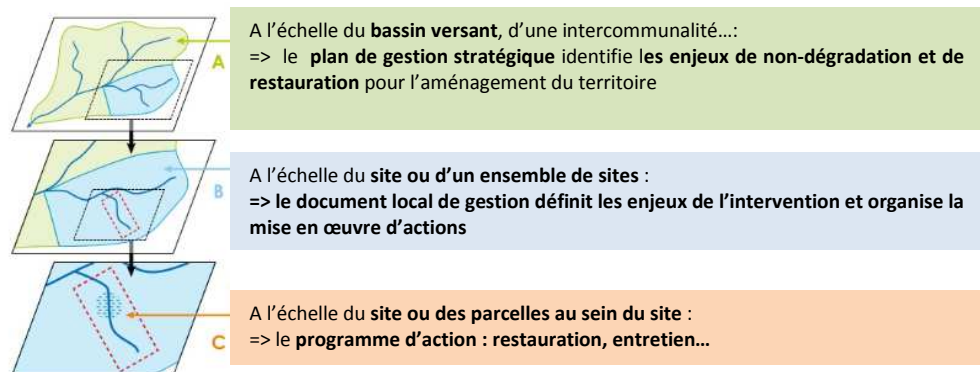 A l’échelle du bassin versant, d’une intercommunalité…:
=> le plan de gestion stratégique identifie les enjeux de non-dégradation et de
restauration pour l’aménagement du territoire
A
A l’échelle du site ou d’un ensemble de sites :
=> le document local de gestion définit les enjeux de l’intervention et organise la
mise en œuvre d’actions
B
A l’échelle du site ou des parcelles au sein du site :
=> le programme d’action : restauration, entretien…
C